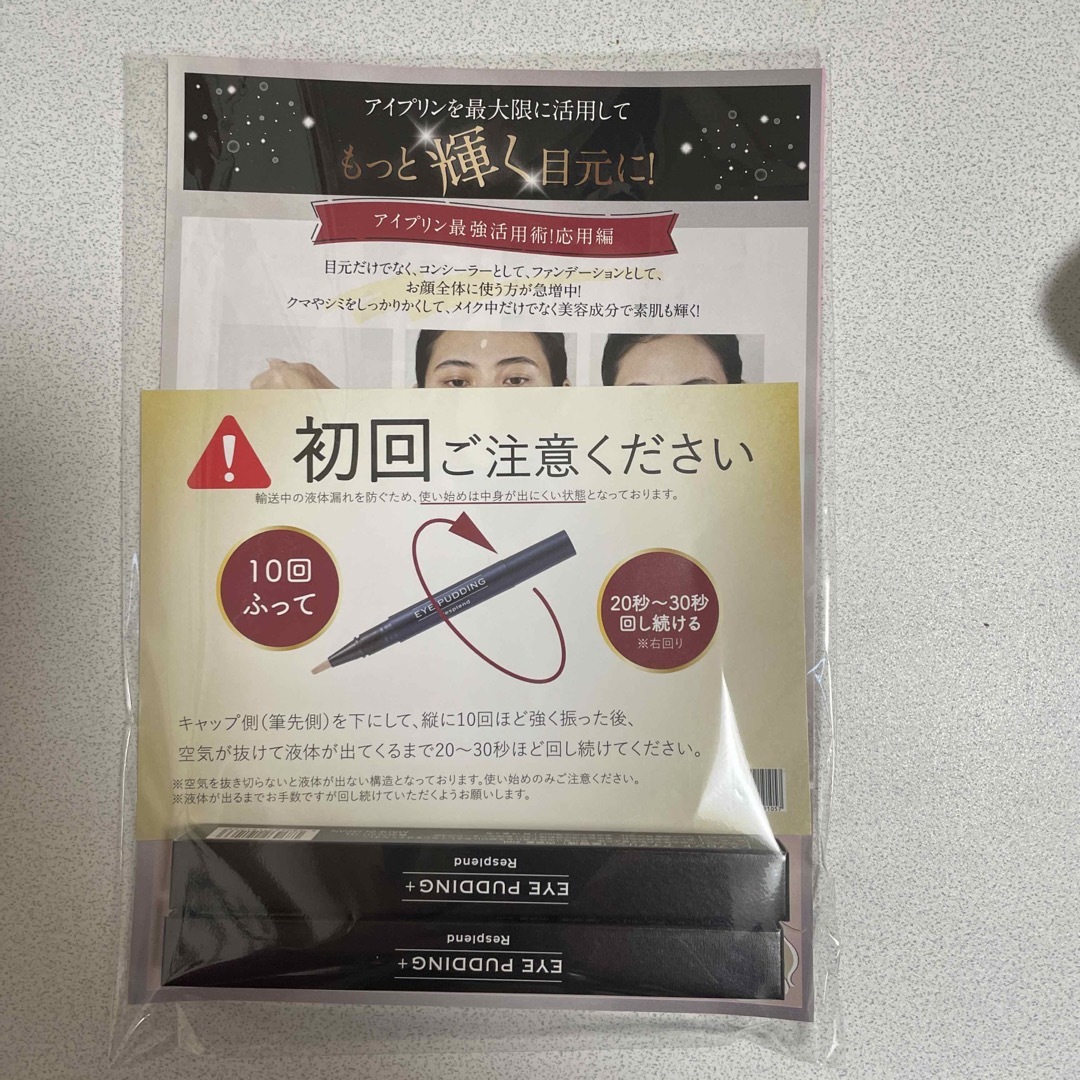 アイプリンを最大限に活用して
もっと輝く目元に!
アイプリン最強活用術!応用編
目元だけでなく、コンシーラーとして、ファンデーションとして、
お顔全体に使う方が急増中!
クマやシミをしっかりかくして、メイク中だけでなく美容成分で素肌も輝く!
初回ご注意ください
輸送中の液体漏れを防ぐため、使い始めは中身が出にくい状態となっております。
10回
ふって
EYE PUDDING
Resplend
20秒〜30秒
回し続ける
※右回り
キャップ側(筆先側)を下にして、縦に10回ほど強く振った後、
空気が抜けて液体が出てくるまで20〜30秒ほど回し続けてください。
※空気を抜き切らないと液体が出ない構造となっております。使い始めのみご注意ください。
※液体が出るまでお手数ですが回し続けていただくようお願いします。
EYE PUDDING+
Resplend
EYE PUDDING+
Resplend